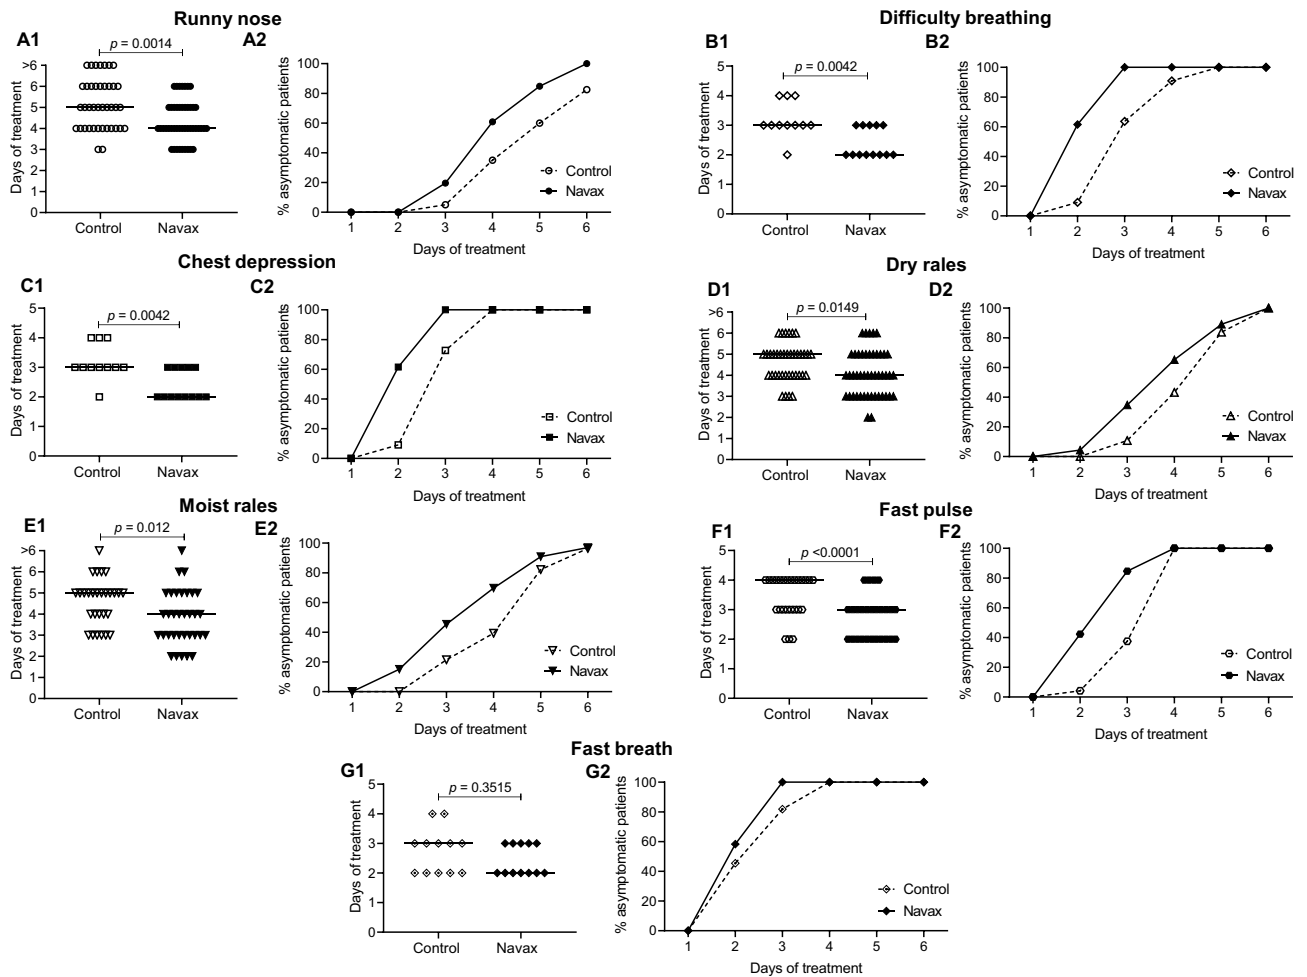 Runny nose
A1
p = 0.0014
Days of treatment
>6
6
5
4
3
2
1
0
Control
Navax
A2
% asymptomatic patients
100
80
60
40
20
0
Control
Navax
1 2 3 4 5 6
Days of treatment
Difficulty breathing
B1
p = 0.0042
Days of treatment
5
4
3
2
1
0
Control
Navax
B2
% asymptomatic patients
100
80
60
40
20
0
Control
Navax
1 2 3 4 5 6
Days of treatment
Chest depression
C1
p = 0.0042
Days of treatment
5
4
3
2
1
0
Control
Navax
C2
% asymptomatic patients
100
80
60
40
20
0
Control
Navax
1 2 3 4 5 6
Days of treatment
Dry rales
D1
p = 0.0149
Days of treatment
>6
6
5
4
3
2
1
0
Control
Navax
D2
% asymptomatic patients
100
80
60
40
20
0
Control
Navax
1 2 3 4 5 6
Days of treatment
Moist rales
E1
p = 0.012
Days of treatment
>6
6
5
4
3
2
1
0
Control
Navax
E2
% asymptomatic patients
100
80
60
40
20
0
Control
Navax
1 2 3 4 5 6
Days of treatment
Fast pulse
F1
p <0.0001
Days of treatment
5
4
3
2
1
0
Control
Navax
F2
% asymptomatic patients
100
80
60
40
20
0
Control
Navax
1 2 3 4 5 6
Days of treatment
Fast breath
G1
p = 0.3515
Days of treatment
5
4
3
2
1
0
Control
Navax
G2
% asymptomatic patients
100
80
60
40
20
0
Control
Navax
1 2 3 4 5 6
Days of treatment